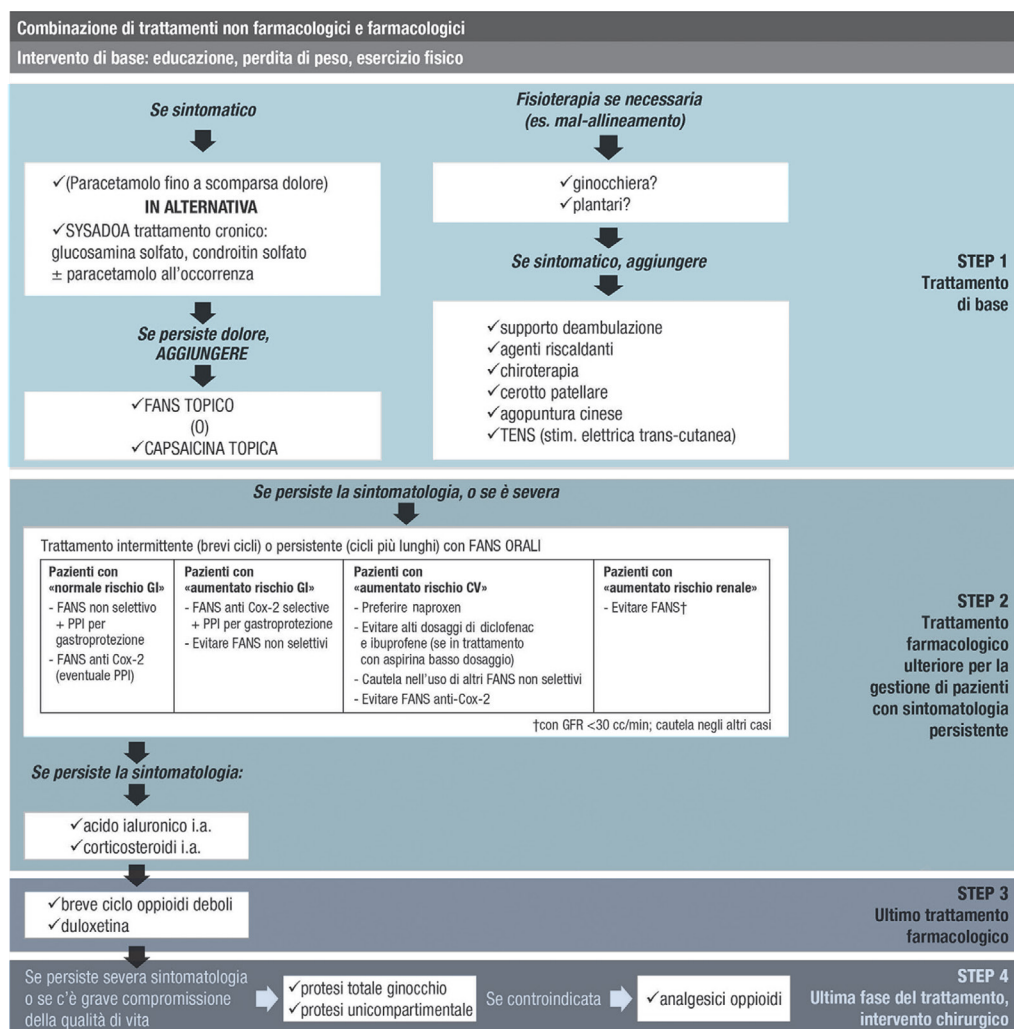 Combinazione di trattamenti non farmacologici e farmacologici
Intervento di base: educazione, perdita di peso, esercizio fisico
Se sintomatico
✓(Paracetamolo fino a scomparsa dolore)
IN ALTERNATIVA
✓SYSADOA trattamento cronico:
glucosamina solfato, condroitin solfato
± paracetamolo all'occorrenza
Se persiste dolore,
AGGIUNGERE
✓FANS TOPICO
(O)
✓CAPSAICINA TOPICA
Fisioterapia se necessaria
(es. mal-allineamento)
✓ginocchiera?
✓plantari?
Se sintomatico, aggiungere
✓supporto deambulazione
✓agenti riscaldanti
✓chiroterapia
✓cerotto patellare
✓agopuntura cinese
✓TENS (stim. elettrica trans-cutanea)
STEP 1
Trattamento
di base
Se persiste la sintomatologia, o se è severa
Trattamento intermittente (brevi cicli) o persistente (cicli più lunghi) con FANS ORALI
Pazienti con
«normale rischio GI»
- FANS non selettivo
+ PPI per
gastroprotezione
- FANS anti Cox-2
(eventuale PPI)
Pazienti con
«aumentato rischio GI»
- FANS anti Cox-2 selective
+ PPI per gastroprotezione
- Evitare FANS non selettivi
Pazienti con
«aumentato rischio CV»
- Preferire naproxen
- Evitare alti dosaggi di diclofenac
e ibuprofene (se in trattamento
con aspirina basso dosaggio)
- Cautela nell'uso di altri FANS non selettivi
- Evitare FANS anti-Cox-2
Pazienti con
«aumentato rischio renale»
- Evitare FANS†
†con GFR <30 cc/min; cautela negli altri casi
STEP 2
Trattamento
farmacologico
ulteriore per la
gestione di pazienti
con sintomatologia
persistente
Se persiste la sintomatologia:
✓acido ialuronico i.a.
✓corticosteroidi i.a.
✓breve ciclo oppioidi deboli
✓duloxetina
STEP 3
Ultimo trattamento
farmacologico
Se persiste severa sintomatologia
o se c'è grave compromissione
della qualità di vita
✓protesi totale ginocchio
✓protesi unicompartimentale
Se controindicata
✓analgesici oppioidi
STEP 4
Ultima fase del trattamento,
intervento chirurgico